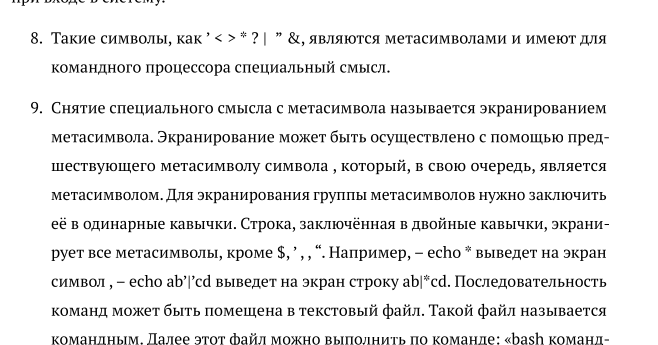 при входе в систему.
8. Такие символы, как ’ < > * ? | ” &, являются метасимволами и имеют для
командного процессора специальный смысл.
9. Снятие специального смысла с метасимвола называется экранированием
метасимвола. Экранирование может быть осуществлено с помощью пред-
шествующего метасимволу символа , который, в свою очередь, является
метасимволом. Для экранирования группы метасимволов нужно заключить
её в одинарные кавычки. Строка, заключённая в двойные кавычки, экрани-
рует все метасимволы, кроме $, ’ , , “. Например, – echo * выведет на экран
символ , – echo ab’|’cd выведет на экран строку ab|*cd. Последовательность
команд может быть помещена в текстовый файл. Такой файл называется
командным. Далее этот файл можно выполнить по команде: «bash команд-